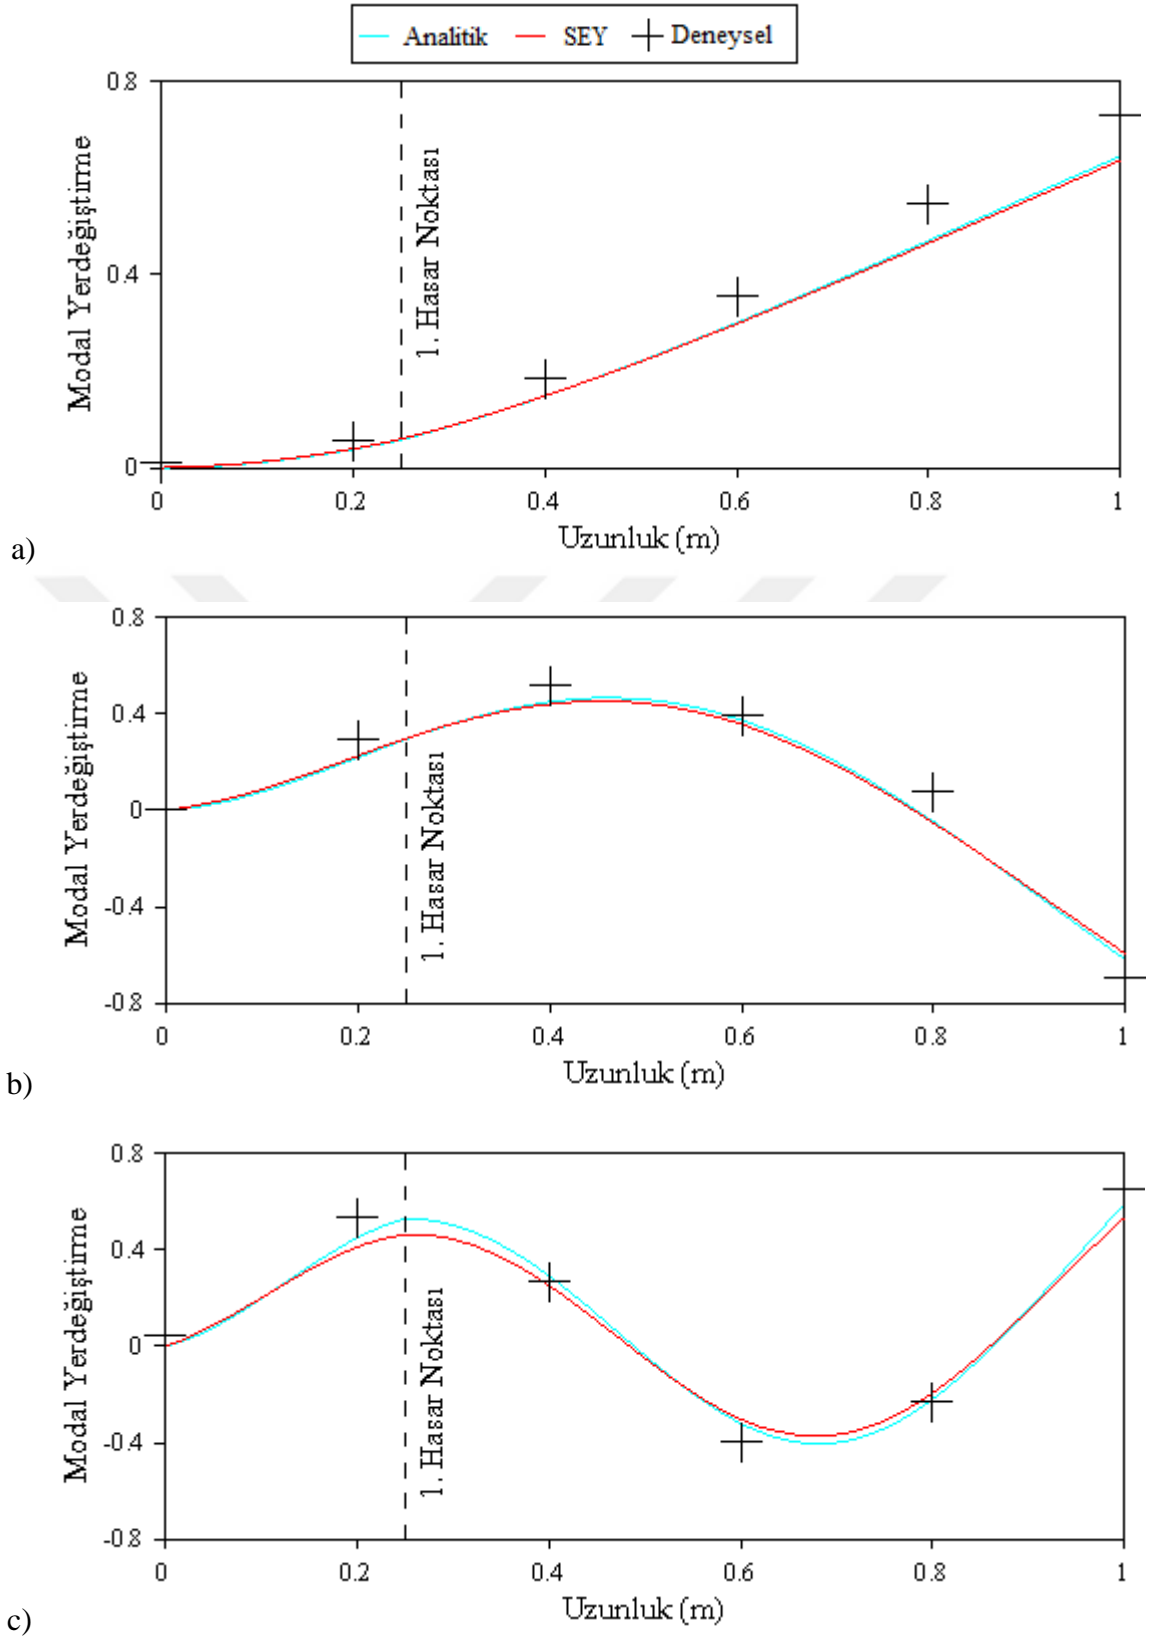 Analitik SEY Deneysel
0.8
0.4
0
Modal Yerdeğiştirme
1. Hasar Noktası
0 0.2 0.4 0.6 0.8 1
Uzunluk (m)
a)
0.8
0.4
0
-0.4
-0.8
Modal Yerdeğiştirme
1. Hasar Noktası
0 0.2 0.4 0.6 0.8 1
Uzunluk (m)
b)
0.8
0.4
0
-0.4
-0.8
Modal Yerdeğiştirme
1. Hasar Noktası
0 0.2 0.4 0.6 0.8 1
Uzunluk (m)
c)